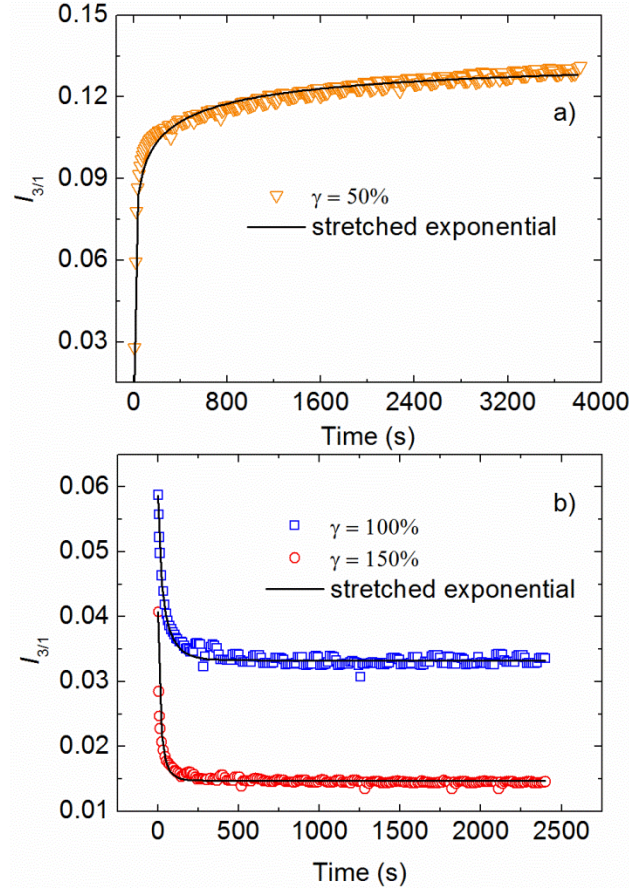 0.15
0.12
0.09
0.06
0.03
I3/1
a)
γ = 50%
stretched exponential
0 800 1600 2400 3200 4000
Time (s)
0.06
0.05
0.04
0.03
0.02
0.01
I3/1
b)
γ = 100%
γ = 150%
stretched exponential
0 500 1000 1500 2000 2500
Time (s)